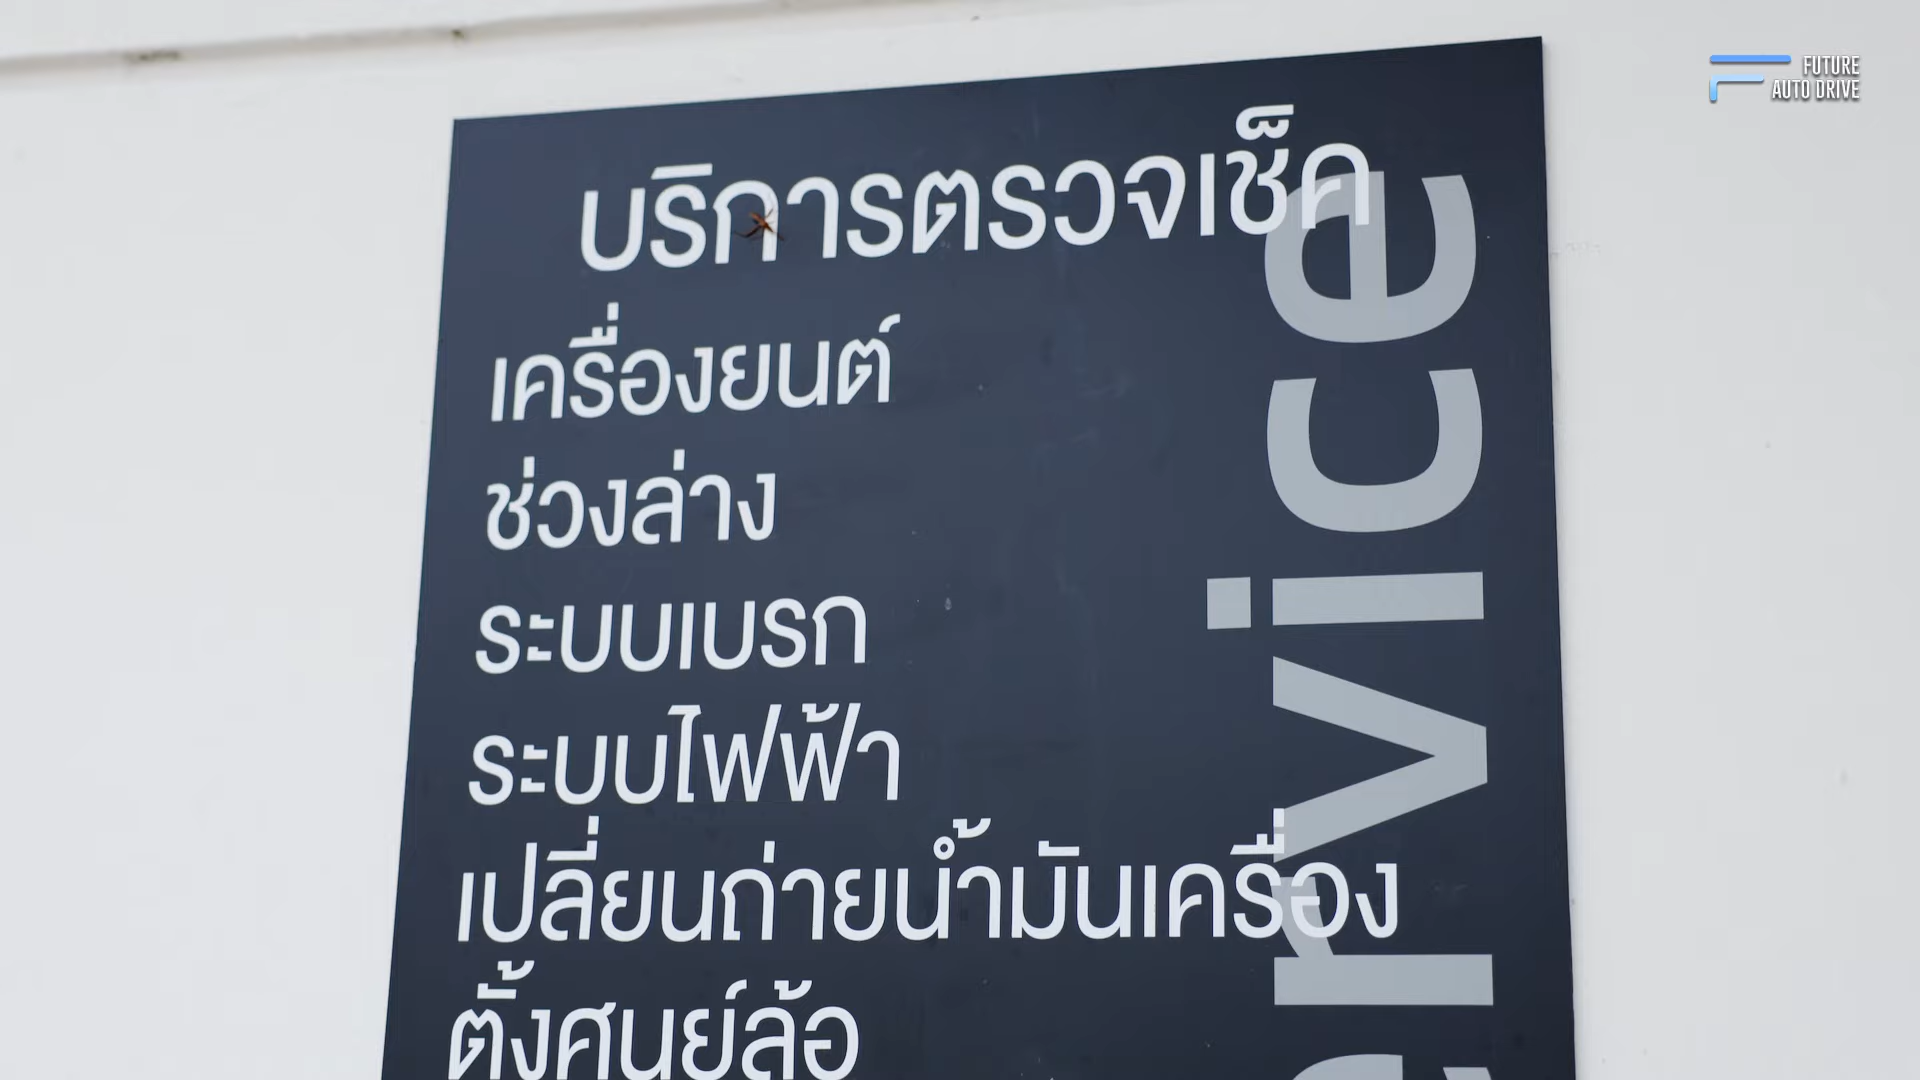 บริการตรวจเช็ค
เครื่องยนต์
ช่วงล่าง
ระบบเบรก
ระบบไฟฟ้า
เปลี่ยนถ่ายน้ำมันเครื่อง
ตั้งศูนย์ล้อ
ervice
FUTURE
AUTO DRIVE